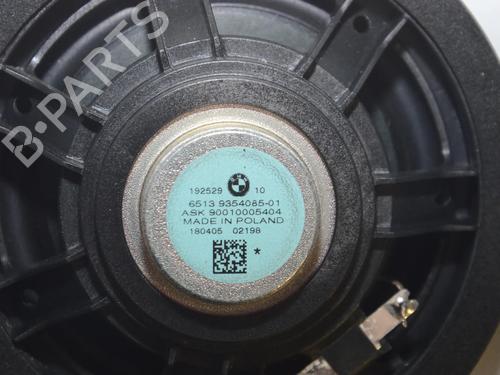 B-PARTS
192529 10
6513 9354085-01
ASK 90010005404
MADE IN POLAND
180405 02198
*